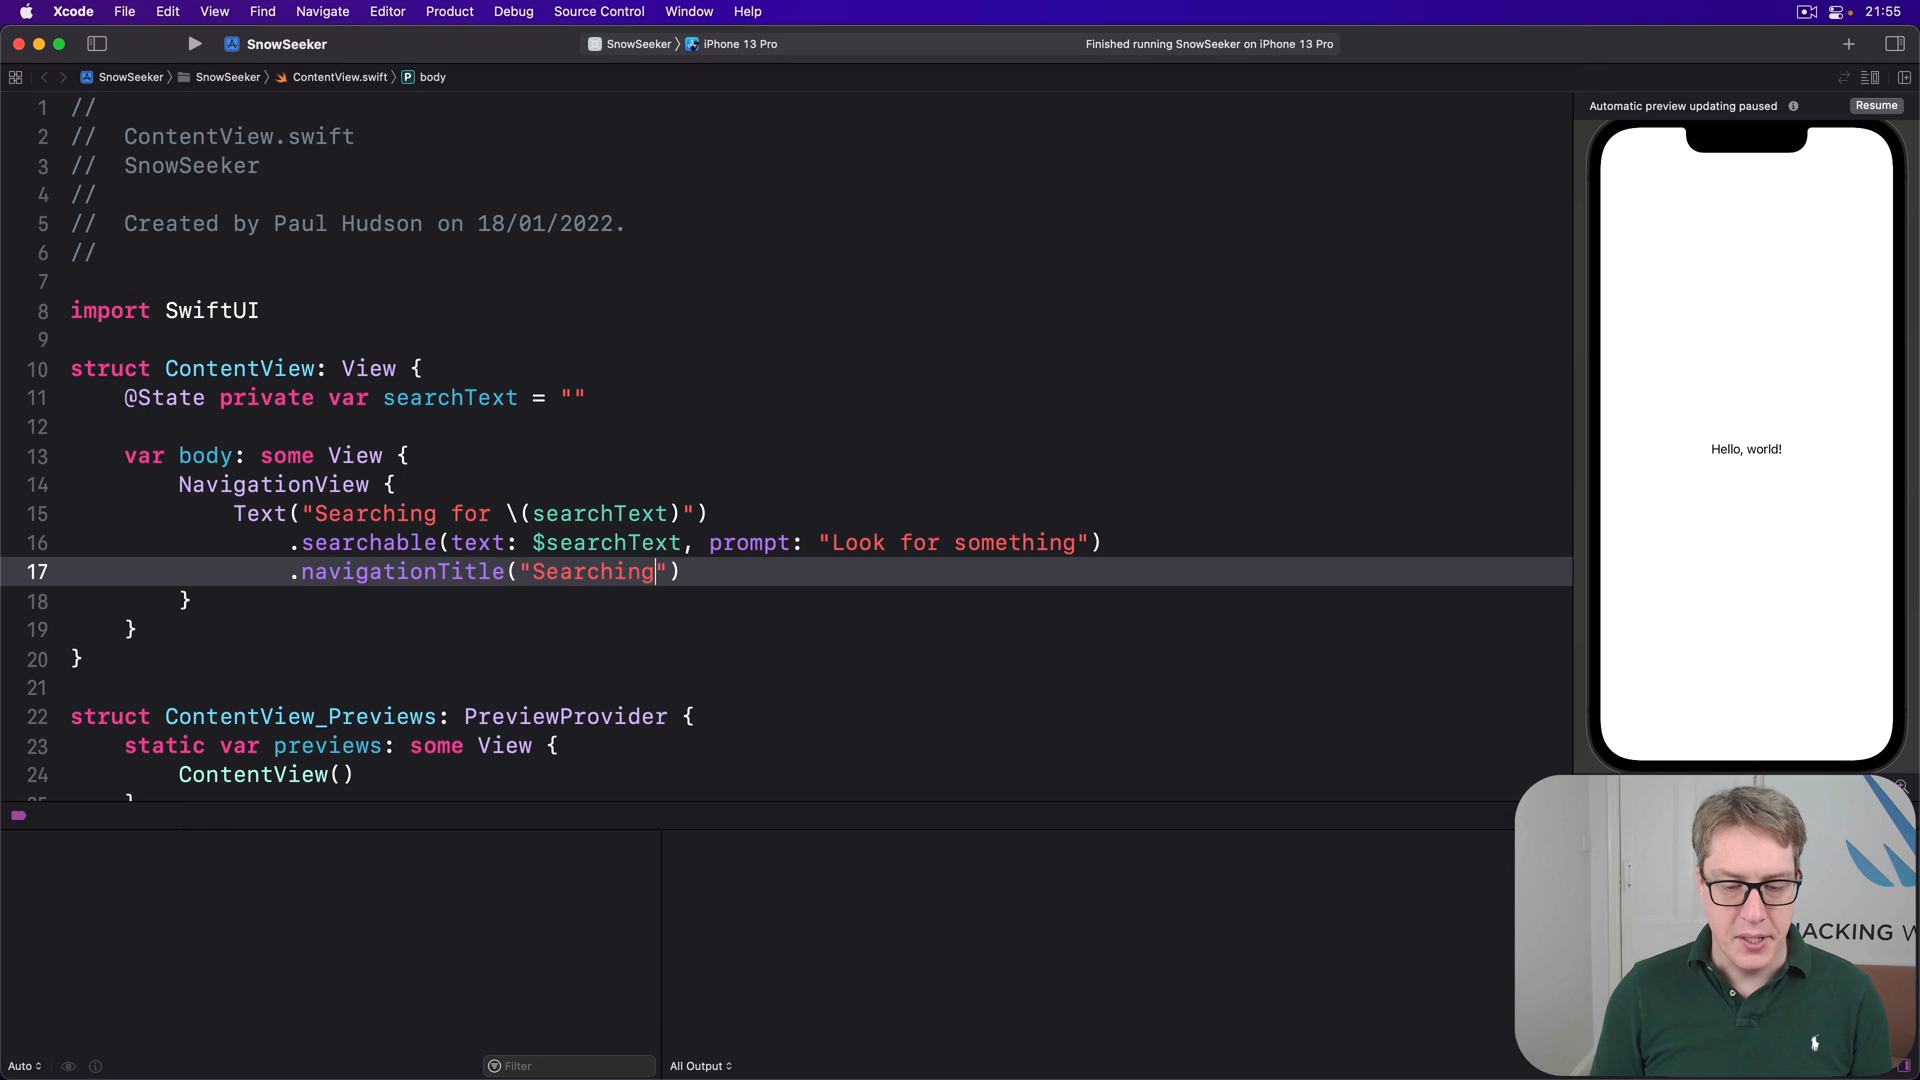 Xcode File Edit View Find Navigate Editor Product Debug Source Control Window Help 21:55
SnowSeeker SnowSeeker iPhone 13 Pro Finished running SnowSeeker on iPhone 13 Pro
SnowSeeker SnowSeeker ContentView.swift P body
Automatic preview updating paused Resume
1 //
2 // ContentView.swift
3 // SnowSeeker
4 //
5 // Created by Paul Hudson on 18/01/2022.
6 //
7
8 import SwiftUI
9
10 struct ContentView: View {
11 @State private var searchText = ""
12
13 var body: some View {
14 NavigationView {
15 Text("Searching for \(searchText)")
16 .searchable(text: $searchText, prompt: "Look for something")
17 .navigationTitle("Searching")
18 }
19 }
20 }
21
22 struct ContentView_Previews: PreviewProvider {
23 static var previews: some View {
24 ContentView()
25 }
Hello, world!
HACKING W
Auto Filter All Output